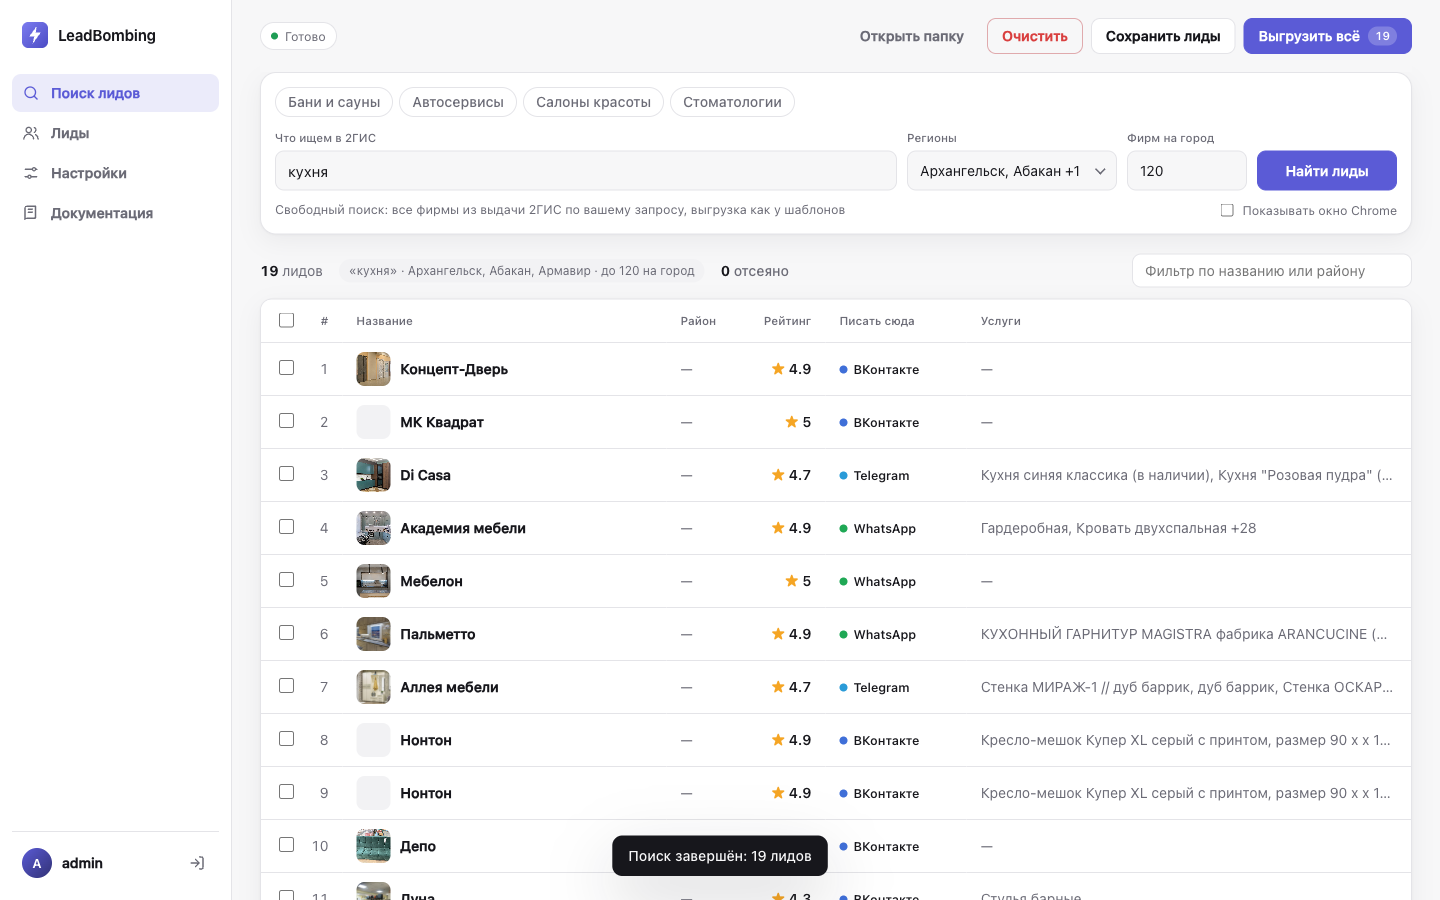 LeadBombing
Поиск лидов
Лиды
Настройки
Документация
A admin
Готово
Открыть папку Очистить Сохранить лиды Выгрузить всё 19
Бани и сауны Автосервисы Салоны красоты Стоматологии
Что ищем в 2ГИС Регионы Фирм на город
кухня Архангельск, Абакан +1 120 Найти лиды
Свободный поиск: все фирмы из выдачи 2ГИС по вашему запросу, выгрузка как у шаблонов Показывать окно Chrome
19 лидов «кухня» · Архангельск, Абакан, Армавир · до 120 на город 0 отсеяно Фильтр по названию или району
# Название Район Рейтинг Писать сюда Услуги
1 Концепт-Дверь — 4.9 ВКонтакте —
2 МК Квадрат — 5 ВКонтакте —
3 Di Casa — 4.7 Telegram Кухня синяя классика (в наличии), Кухня "Розовая пудра" (...
4 Академия мебели — 4.9 WhatsApp Гардеробная, Кровать двухспальная +28
5 Мебелон — 5 WhatsApp —
6 Пальметто — 4.9 WhatsApp КУХОННЫЙ ГАРНИТУР MAGISTRA фабрика ARANCUCINE (...
7 Аллея мебели — 4.7 Telegram Стенка МИРАЖ-1 // дуб баррик, дуб баррик, Стенка ОСКАР...
8 Нонтон — 4.9 ВКонтакте Кресло-мешок Купер XL серый с принтом, размер 90 х х 1...
9 Нонтон — 4.9 ВКонтакте Кресло-мешок Купер XL серый с принтом, размер 90 х х 1...
10 Депо ВКонтакте —
Поиск завершён: 19 лидов
11 Луна 4.3 ВКонтакте Стулья барные